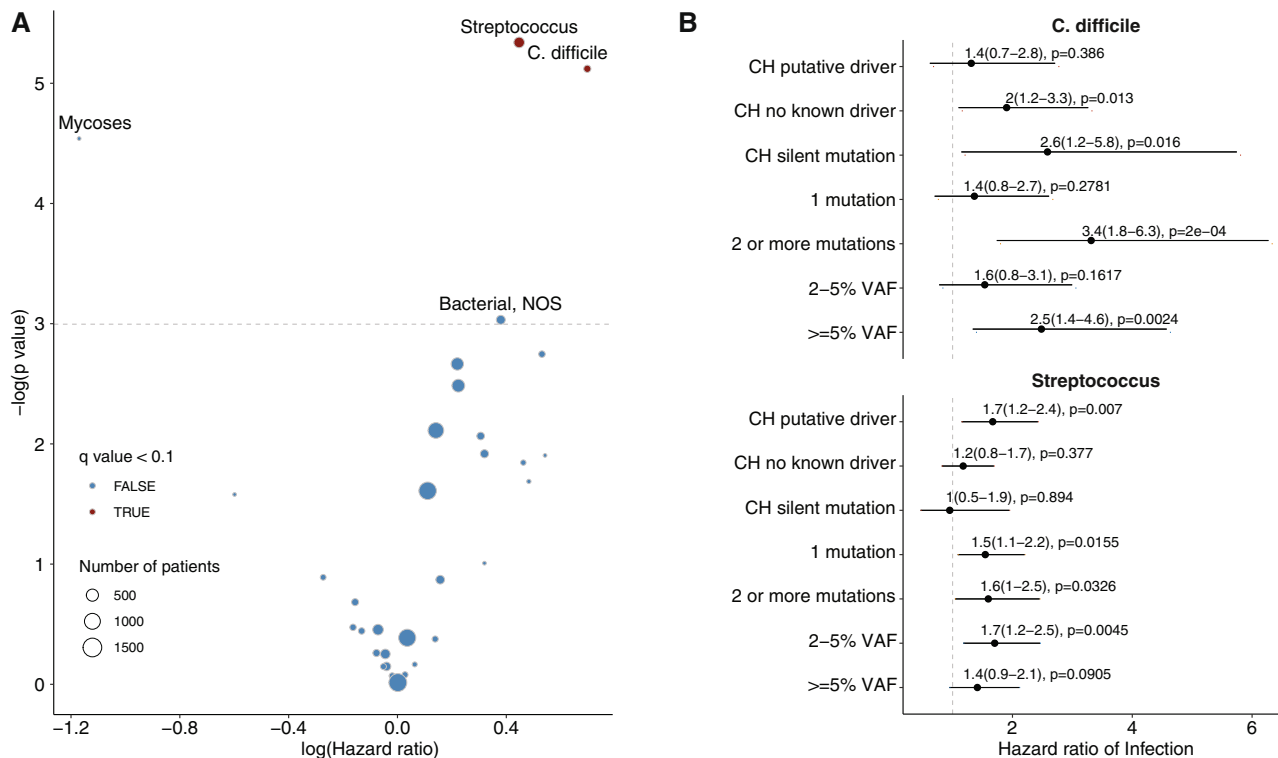 A
Streptococcus
C. difficile
Mycoses
Bacterial, NOS
5
4
3
2
1
0
−log(p value)
q value < 0.1
FALSE
TRUE
Number of patients
500
1000
1500
−1.2
−0.8
−0.4
0.0
0.4
log(Hazard ratio)
B
C. difficile
CH putative driver
1.4(0.7−2.8), p=0.386
CH no known driver
2(1.2−3.3), p=0.013
CH silent mutation
2.6(1.2−5.8), p=0.016
1 mutation
1.4(0.8−2.7), p=0.2781
2 or more mutations
3.4(1.8−6.3), p=2e−04
2−5% VAF
1.6(0.8−3.1), p=0.1617
>=5% VAF
2.5(1.4−4.6), p=0.0024
Streptococcus
CH putative driver
1.7(1.2−2.4), p=0.007
CH no known driver
1.2(0.8−1.7), p=0.377
CH silent mutation
1(0.5−1.9), p=0.894
1 mutation
1.5(1.1−2.2), p=0.0155
2 or more mutations
1.6(1−2.5), p=0.0326
2−5% VAF
1.7(1.2−2.5), p=0.0045
>=5% VAF
1.4(0.9−2.1), p=0.0905
2
4
6
Hazard ratio of Infection